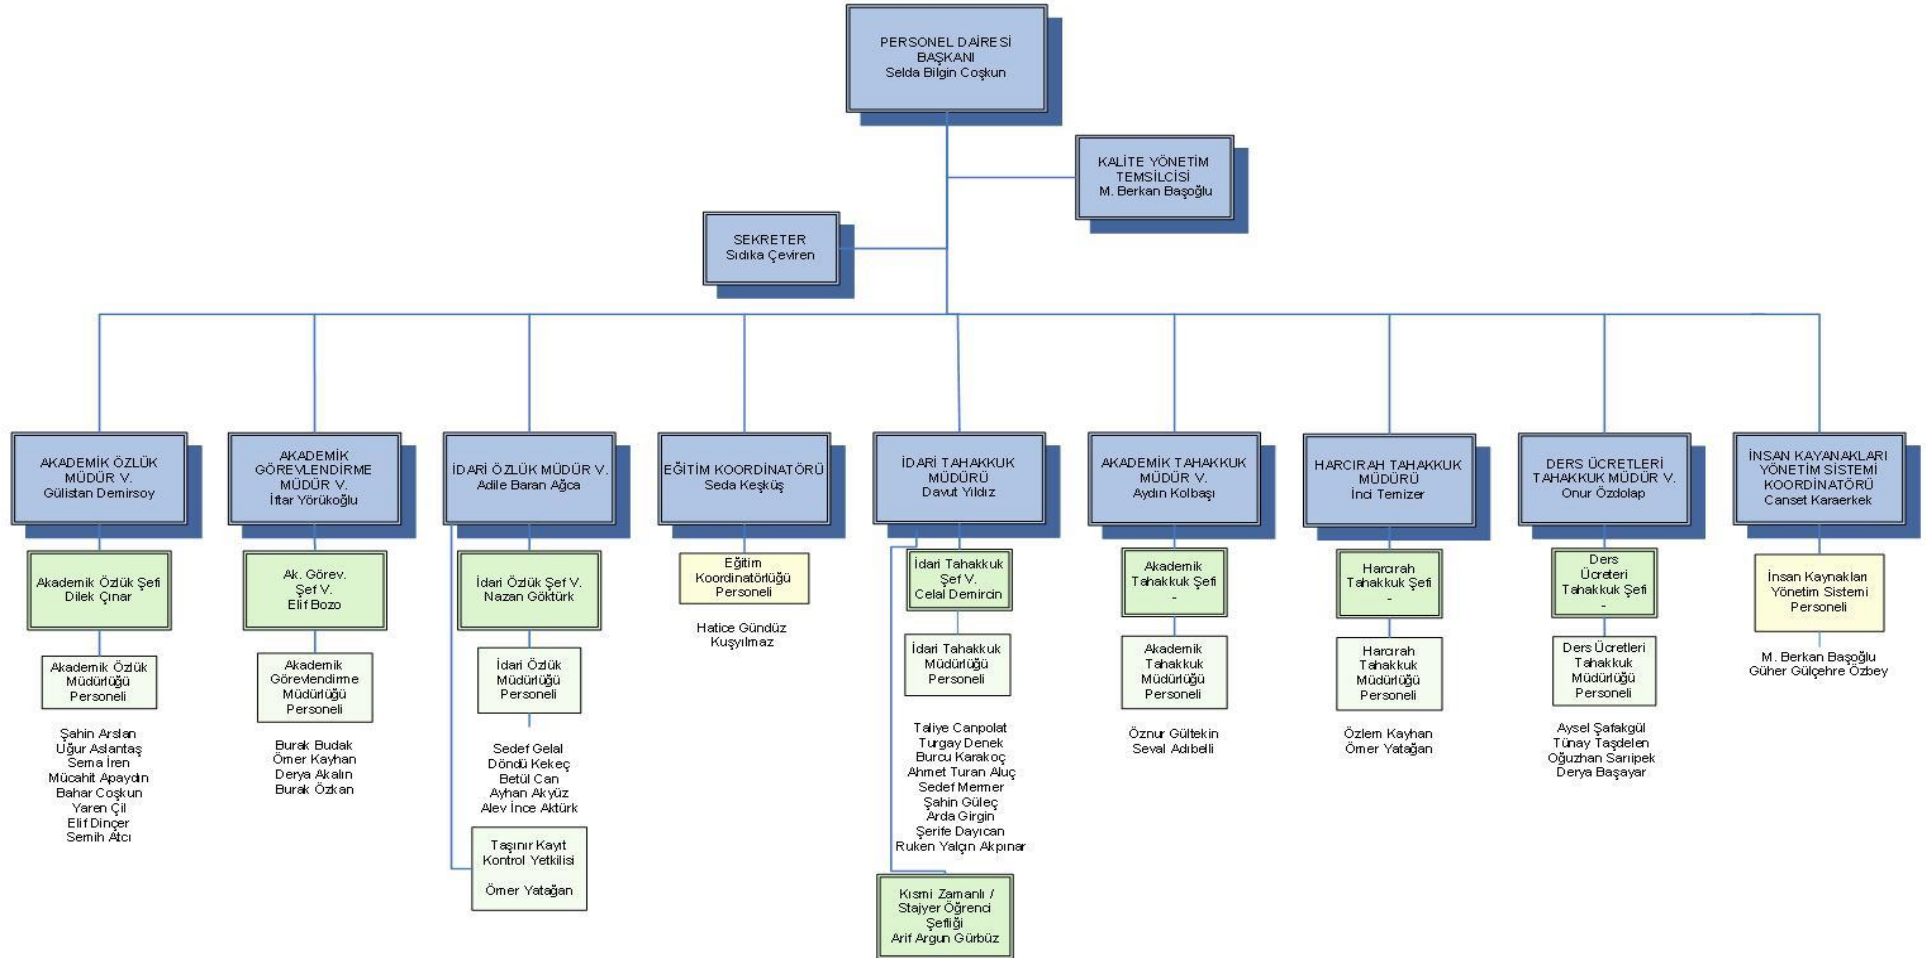 PERSONEL DAİRESİ
BAŞKANI
Selda Bilgin Coşkun
KALİTE YÖNETİM
TEMSİLCİSİ
M. Berkan Başoğlu
SEKRETER
Sıdıka Çeviren
AKADEMİK ÖZLÜK
MÜDÜR V.
Gülistan Demirsoy
Akademik Özlük Şefi
Dilek Çınar
Akademik Özlük
Müdürlüğü
Personeli
Şahin Arslan
Uğur Aslantaş
Sema İren
Mücahit Apaydın
Bahar Coşkun
Yaren Çil
Elif Dinçer
Semih Atcı
AKADEMİK
GÖREVLENDİRME
MÜDÜR V.
İftar Yörükoğlu
Ak. Görev.
Şef V.
Elif Bozo
Akademik
Görevlendirme
Müdürlüğü
Personeli
Burak Budak
Ömer Kayhan
Derya Akalın
Burak Özkan
İDARİ ÖZLÜK MÜDÜR V.
Adile Baran Ağca
İdari Özlük Şef V.
Nazan Göktürk
İdari Özlük
Müdürlüğü
Personeli
Sedef Gelal
Döndü Kekeç
Betül Can
Ayhan Akyüz
Alev İnce Aktürk
Taşınır Kayıt
Kontrol Yetkilisi
Ömer Yatağan
EĞİTİM KOORDİNATÖRÜ
Seda Keşküş
Eğitim
Koordinatörlüğü
Personeli
Hatice Gündüz
Kuşyılmaz
İDARİ TAHAKKUK
MÜDÜRÜ
Davut Yıldız
İdari Tahakkuk
Şef V.
Celal Demircin
İdari Tahakkuk
Müdürlüğü
Personeli
Taliye Canpolat
Turgay Denek
Burcu Karakoç
Ahmet Turan Aluç
Sedef Mermer
Şahin Güleç
Arda Girgin
Şerife Dayıcan
Ruken Yalçın Akpınar
Kısmi Zamanlı /
Stajyer Öğrenci
Şefliği
Arif Argun Gürbüz
AKADEMİK TAHAKKUK
MÜDÜR V.
Aydın Kolbaşı
Akademik
Tahakkuk Şefi
-
Akademik
Tahakkuk
Müdürlüğü
Personeli
Öznur Gültekin
Seval Adıbelli
HARCIRAH TAHAKKUK
MÜDÜRÜ
İnci Temizer
Harcırah
Tahakkuk Şefi
-
Harcırah
Tahakkuk
Müdürlüğü
Personeli
Özlem Kayhan
Ömer Yatağan
DERS ÜCRETLERİ
TAHAKKUK MÜDÜR V.
Onur Özdolap
Ders
Ücreteri
Tahakkuk Şefi
-
Ders Ücretleri
Tahakkuk
Müdürlüğü
Personeli
Aysel Şafakgül
Tünay Taşdelen
Oğuzhan Sarıipek
Derya Başayar
İNSAN KAYANAKLARI
YÖNETİM SİSTEMİ
KOORDİNATÖRÜ
Canset Karaerkek
İnsan Kaynakları
Yönetim Sistemi
Personeli
M. Berkan Başoğlu
Güher Gülçehre Özbey